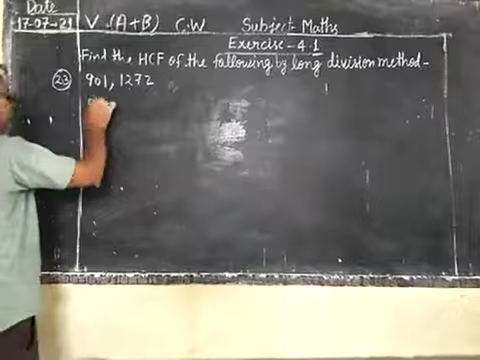 Date
17-07-21 V (A+B) C.W Subject Maths
Exercise-4.1
Find the HCF of the following by long division method-
23 901, 1272